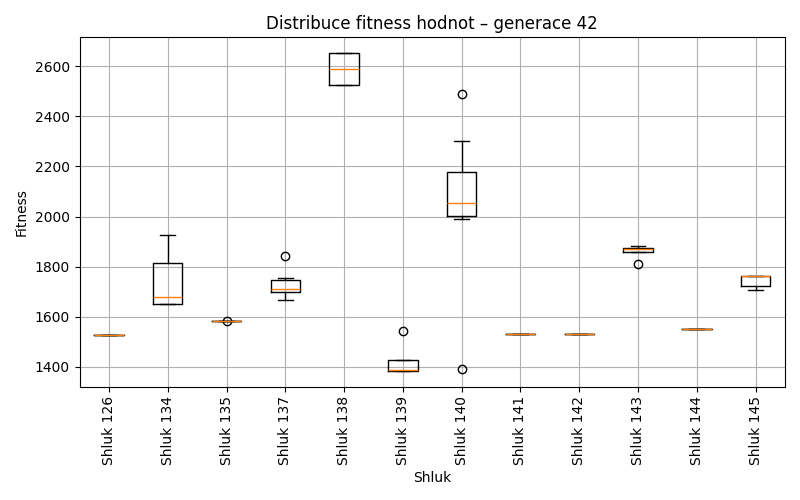 Distribuce fitness hodnot – generace 42
Fitness
2600
2400
2200
2000
1800
1600
1400
Shluk 126
Shluk 134
Shluk 135
Shluk 137
Shluk 138
Shluk 139
Shluk 140
Shluk 141
Shluk 142
Shluk 143
Shluk 144
Shluk 145
Shluk